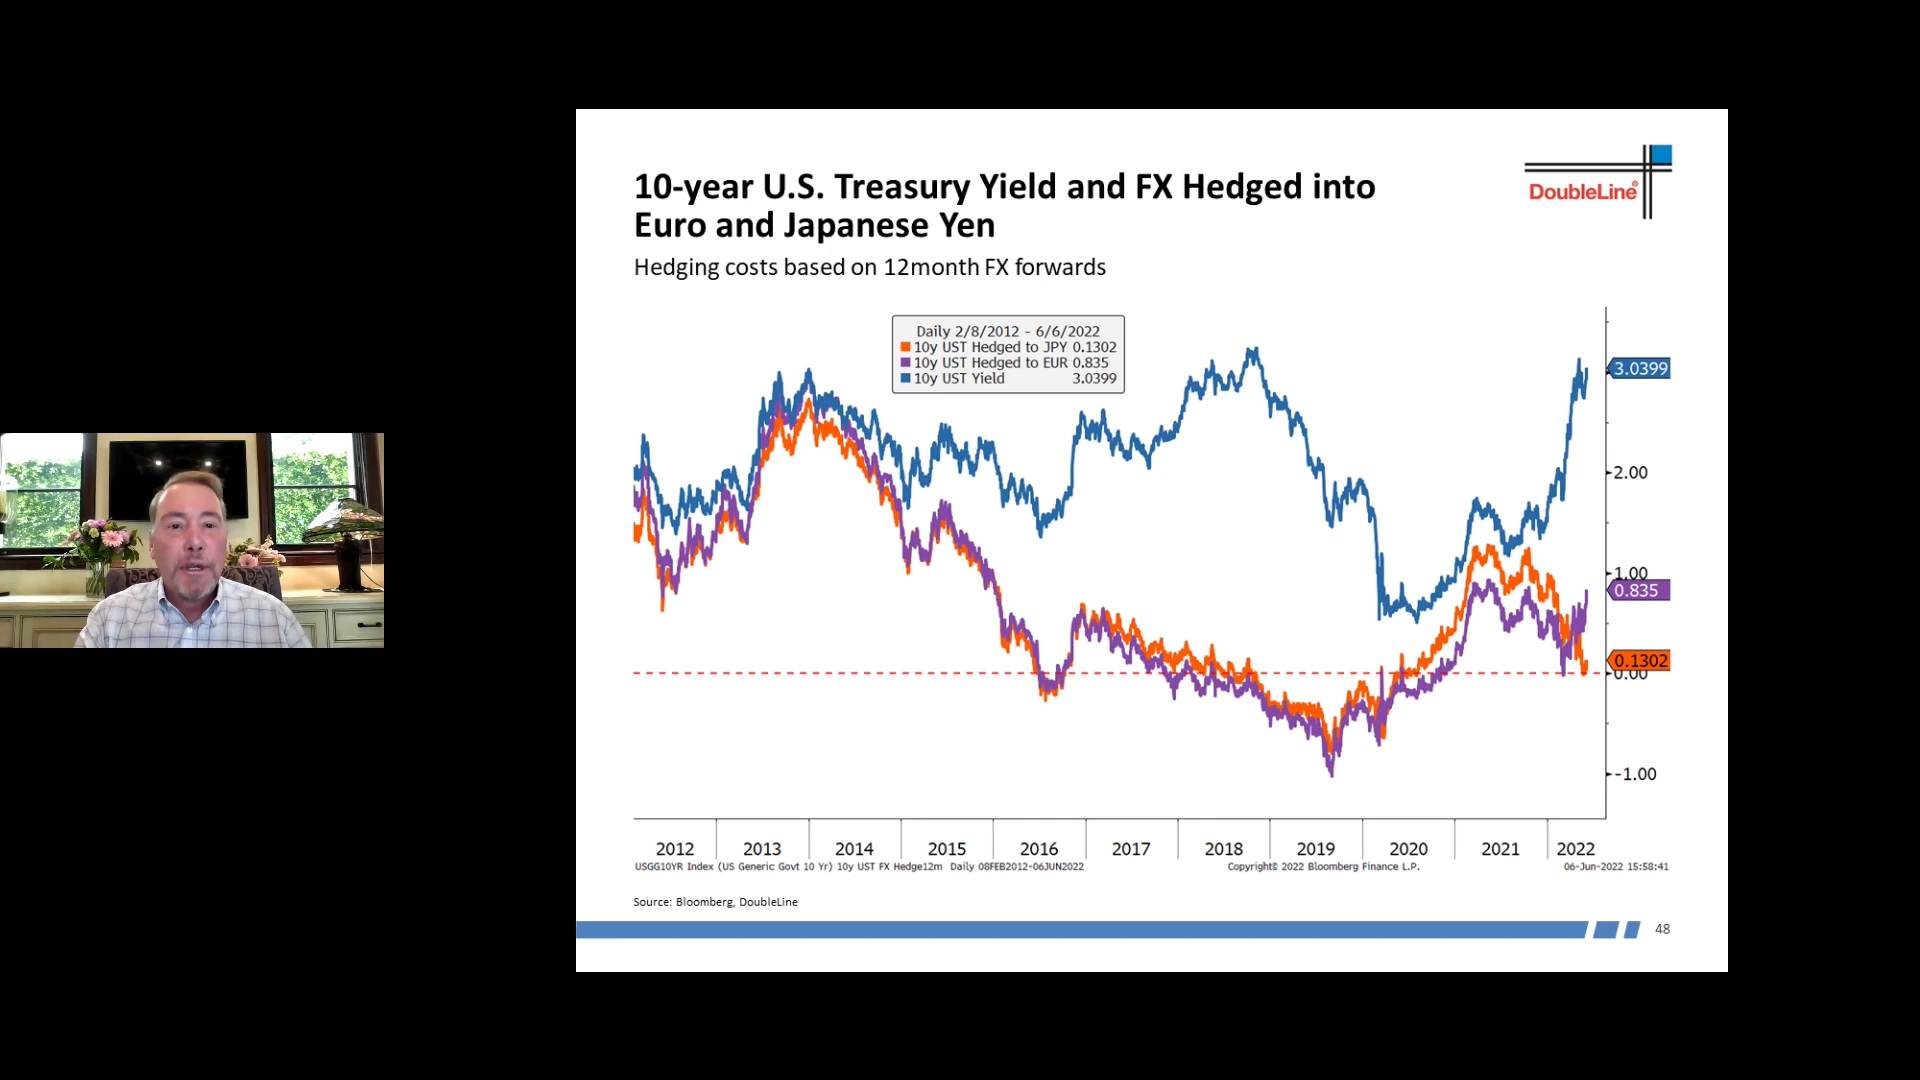 10-year U.S. Treasury Yield and FX Hedged into
Euro and Japanese Yen
DoubleLine®
Hedging costs based on 12month FX forwards
Daily 2/8/2012 - 6/6/2022
10y UST Hedged to JPY 0.1302
10y UST Hedged to EUR 0.835
10y UST Yield 3.0399
3.0399
2.00
1.00
0.835
0.1302
0.00
-1.00
2012 2013 2014 2015 2016 2017 2018 2019 2020 2021 2022
USGG10YR Index (US Generic Govt 10 Yr) 10y UST FX Hedge12m Daily 08FEB2012-06JUN2022 Copyright© 2022 Bloomberg Finance L.P. 06-Jun-2022 15:58:41
Source: Bloomberg, DoubleLine
48